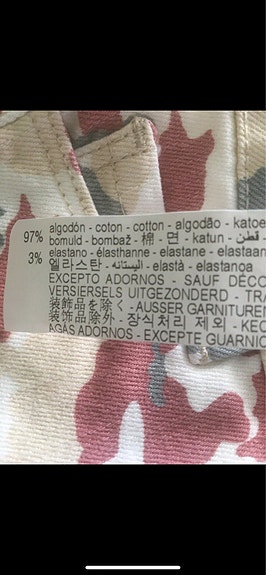 97% algodón - coton - cotton - algodão - katoe
bomuld - bombaž - 棉 - 면 - katun - قطن -
3% elastano - élasthanne - elastane - elastaan
엘라스탄 - اليستانه - elastă - elastanoa
EXCEPTO ADORNOS - SAUF DÉCO
VERSIERSELS UITGEZONDERD - TRA
装飾品を除く - AUSSER GARNITUREN
装饰品除外 - 장식처리 제외 - KEC
AGAS ADORNOS - EXCEPTE GUARNIC